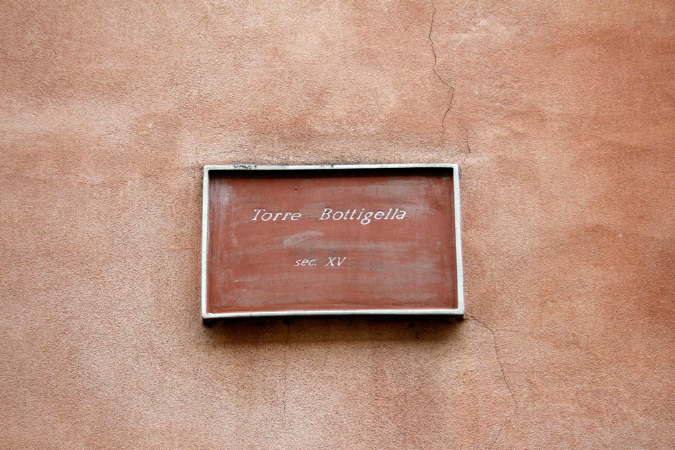 Torre Bottigella
sec. XV